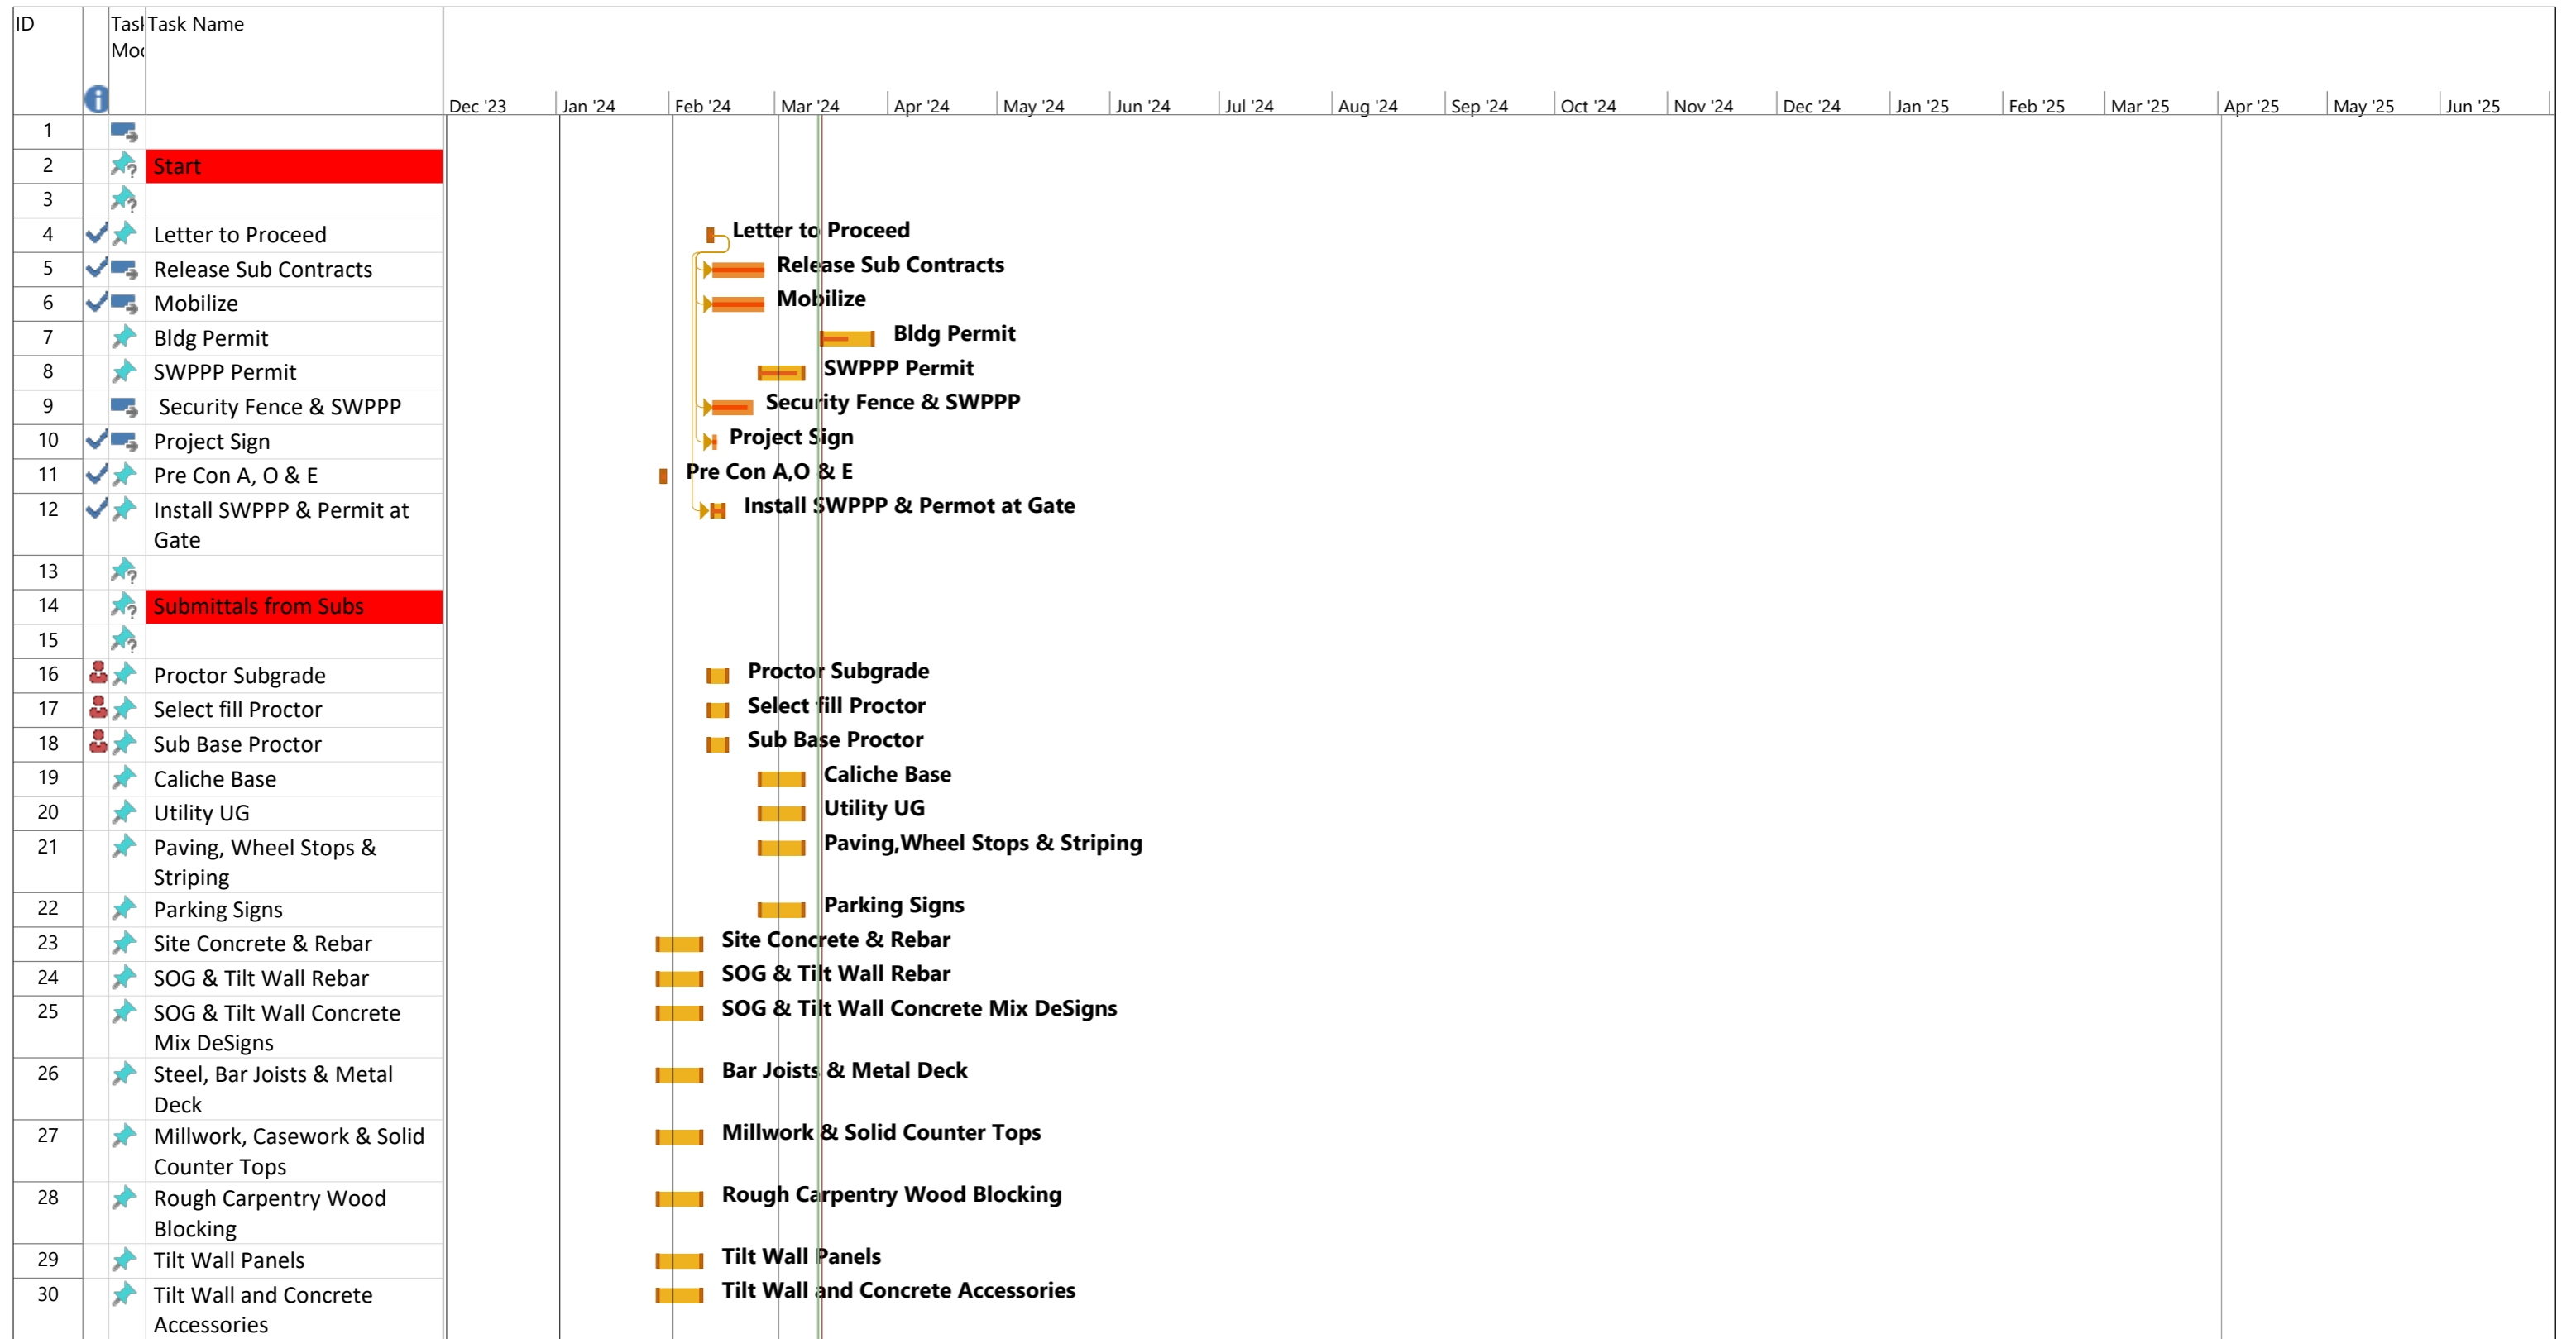 ID
Task
Mod
Task Name
Dec '23 Jan '24 Feb '24 Mar '24 Apr '24 May '24 Jun '24 Jul '24 Aug '24 Sep '24 Oct '24 Nov '24 Dec '24 Jan '25 Feb '25 Mar '25 Apr '25 May '25 Jun '25
1
2 Start
3
4 Letter to Proceed Letter to Proceed
5 Release Sub Contracts Release Sub Contracts
6 Mobilize Mobilize
7 Bldg Permit Bldg Permit
8 SWPPP Permit SWPPP Permit
9 Security Fence & SWPPP Security Fence & SWPPP
10 Project Sign Project Sign
11 Pre Con A, O & E Pre Con A,O & E
12 Install SWPPP & Permit at Install SWPPP & Permot at Gate
Gate
13
14 Submittals from Subs
15
16 Proctor Subgrade Proctor Subgrade
17 Select fill Proctor Select fill Proctor
18 Sub Base Proctor Sub Base Proctor
19 Caliche Base Caliche Base
20 Utility UG Utility UG
21 Paving, Wheel Stops & Paving,Wheel Stops & Striping
Striping
22 Parking Signs Parking Signs
23 Site Concrete & Rebar Site Concrete & Rebar
24 SOG & Tilt Wall Rebar SOG & Tilt Wall Rebar
25 SOG & Tilt Wall Concrete SOG & Tilt Wall Concrete Mix DeSigns
Mix DeSigns
26 Steel, Bar Joists & Metal Bar Joists & Metal Deck
Deck
27 Millwork, Casework & Solid Millwork & Solid Counter Tops
Counter Tops
28 Rough Carpentry Wood Rough Carpentry Wood Blocking
Blocking
29 Tilt Wall Panels Tilt Wall Panels
30 Tilt Wall and Concrete Tilt Wall and Concrete Accessories
Accessories